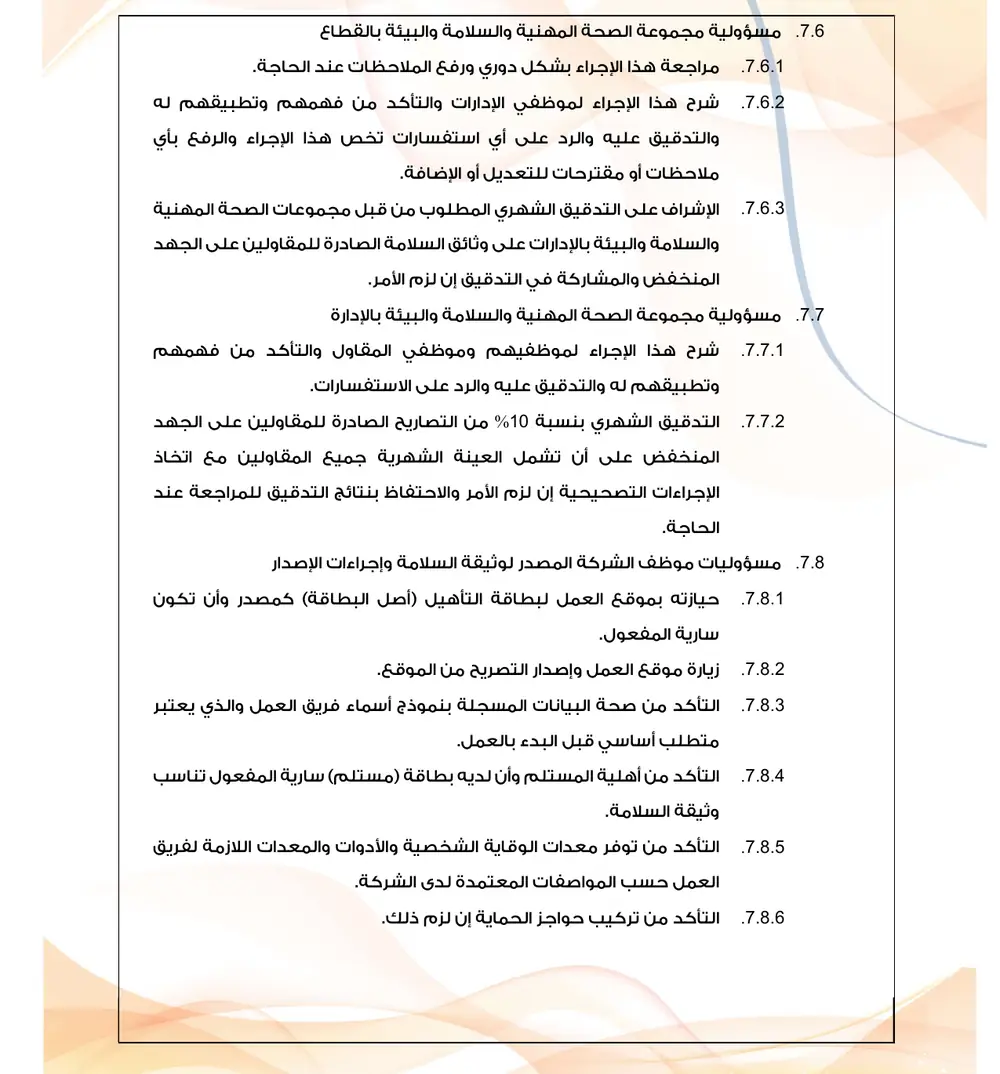 7.6. مسؤولية مجموعة الصحة المهنية والسلامة والبيئة بالقطاع
7.6.1. مراجعة هذا الإجراء بشكل دوري ورفع الملاحظات عند الحاجة.
7.6.2. شرح هذا الإجراء لموظفي الإدارات والتأكد من فهمهم وتطبيقهم له
والتدقيق عليه والرد على أي استفسارات تخص هذا الإجراء والرفع بأي
ملاحظات أو مقترحات للتعديل أو الإضافة.
7.6.3. الإشراف على التدقيق الشهري المطلوب من قبل مجموعات الصحة المهنية
والسلامة والبيئة بالإدارات على وثائق السلامة الصادرة للمقاولين على الجهد
المنخفض والمشاركة في التدقيق إن لزم الأمر.
7.7. مسؤولية مجموعة الصحة المهنية والسلامة والبيئة بالإدارة
7.7.1. شرح هذا الإجراء لموظفيهم وموظفي المقاول والتأكد من فهمهم
وتطبيقهم له والتدقيق عليه والرد على الاستفسارات.
7.7.2. التدقيق الشهري بنسبة 10% من التصاريح الصادرة للمقاولين على الجهد
المنخفض على أن تشمل العينة الشهرية جميع المقاولين مع اتخاذ
الإجراءات التصحيحية إن لزم الأمر والاحتفاظ بنتائج التدقيق للمراجعة عند
الحاجة.
7.8. مسؤوليات موظف الشركة المصدر لوثيقة السلامة وإجراءات الإصدار
7.8.1. حيازته بموقع العمل لبطاقة التأهيل (أصل البطاقة) كمصدر وأن تكون
سارية المفعول.
7.8.2. زيارة موقع العمل وإصدار التصريح من الموقع.
7.8.3. التأكد من صحة البيانات المسجلة بنموذج أسماء فريق العمل والذي يعتبر
متطلب أساسي قبل البدء بالعمل.
7.8.4. التأكد من أهلية المستلم وأن لديه بطاقة (مستلم) سارية المفعول تناسب
وثيقة السلامة.
7.8.5. التأكد من توفر معدات الوقاية الشخصية والأدوات والمعدات اللازمة لفريق
العمل حسب المواصفات المعتمدة لدى الشركة.
7.8.6. التأكد من تركيب حواجز الحماية إن لزم ذلك.